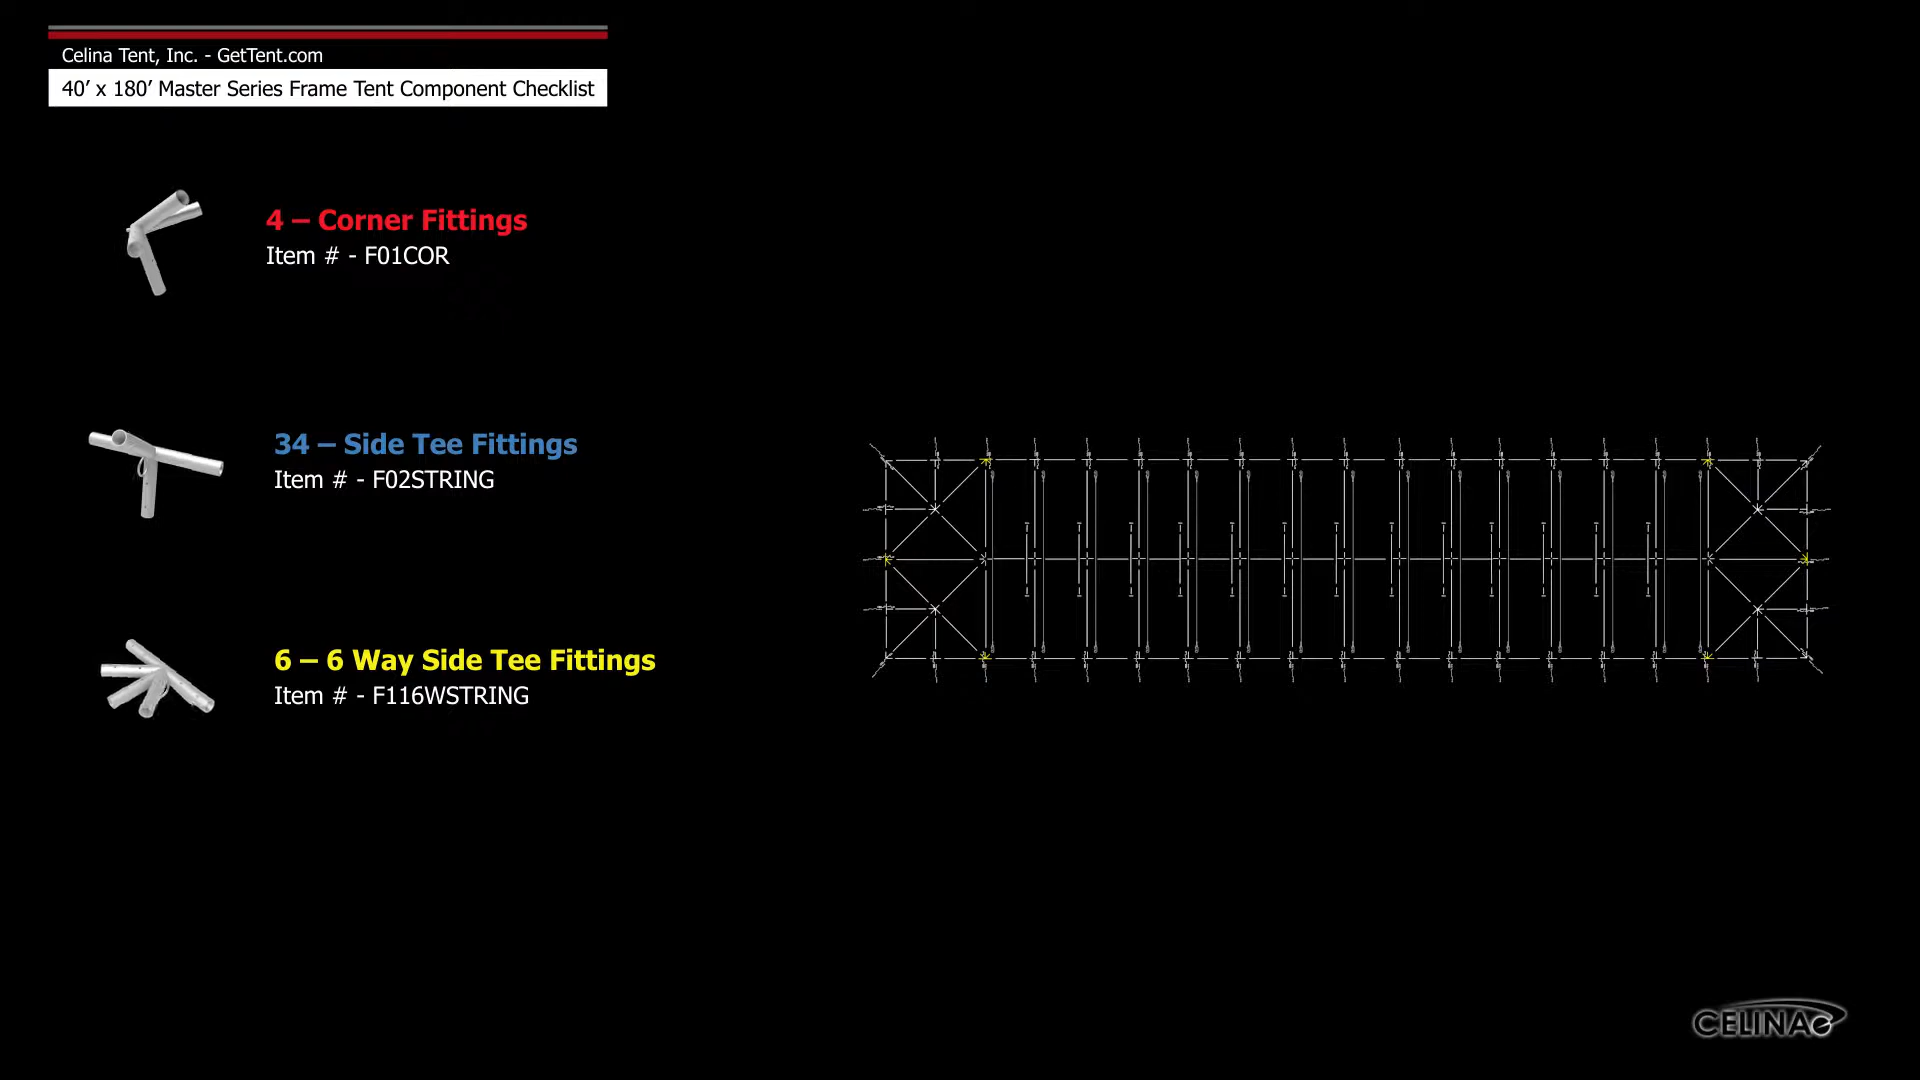 Celina Tent, Inc. - GetTent.com
40’ x 180’ Master Series Frame Tent Component Checklist
4 – Corner Fittings
Item # - F01COR
34 – Side Tee Fittings
Item # - F02STRING
6 – 6 Way Side Tee Fittings
Item # - F116WSTRING
CELINA